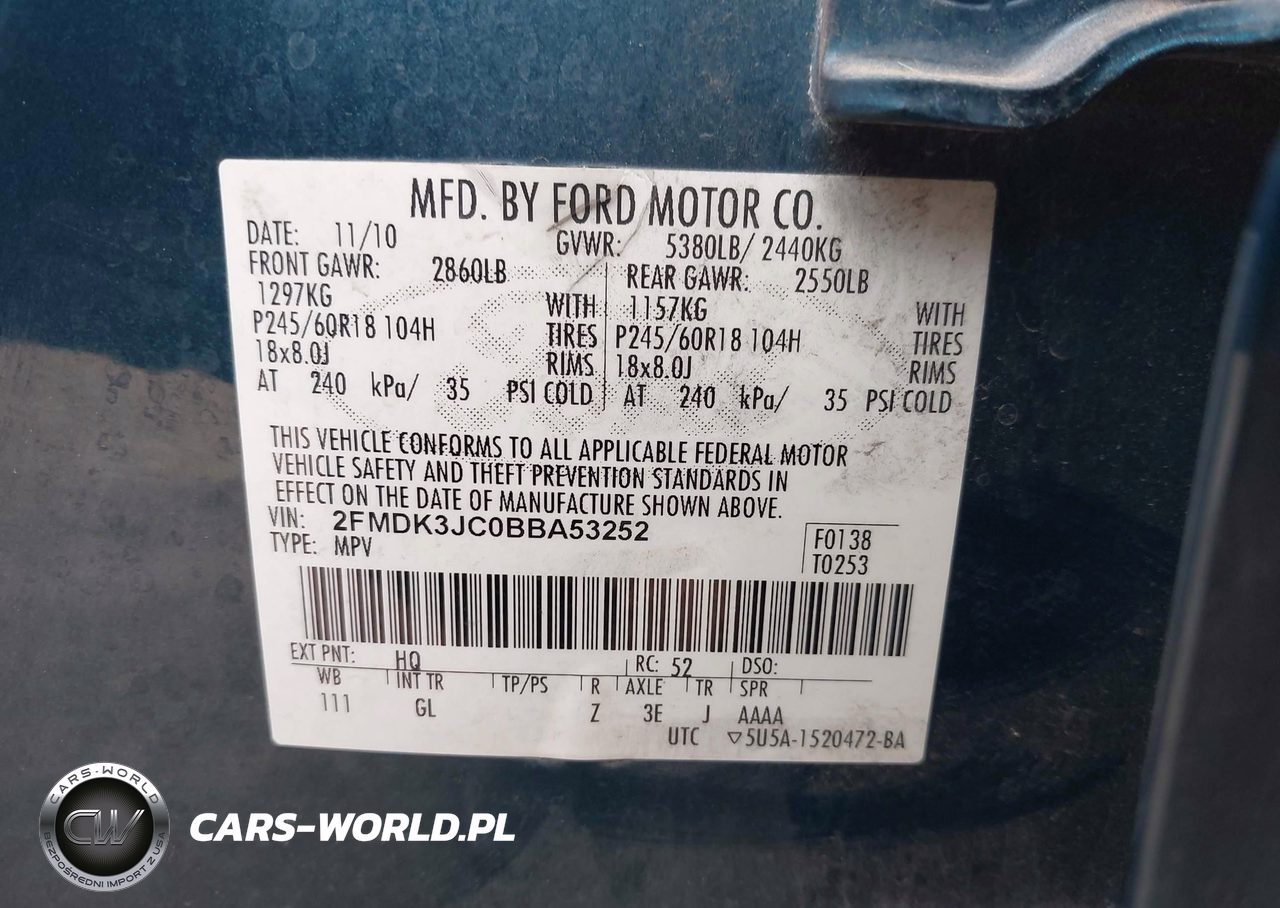 MFD. BY FORD MOTOR CO.
DATE: 11/10 GVWR: 5380LB/ 2440KG
FRONT GAWR: 2860LB REAR GAWR: 2550LB
1297KG WITH 1157KG WITH
P245/60R18 104H TIRES P245/60R18 104H TIRES
18x8.0J RIMS 18x8.0J RIMS
AT 240 kPa/ 35 PSI COLD AT 240 kPa/ 35 PSI COLD
THIS VEHICLE CONFORMS TO ALL APPLICABLE FEDERAL MOTOR
VEHICLE SAFETY AND THEFT PREVENTION STANDARDS IN
EFFECT ON THE DATE OF MANUFACTURE SHOWN ABOVE.
VIN: 2FMDK3JC0BBA53252
TYPE: MPV
F0138
T0253
EXT PNT: HQ RC: 52 DSO:
WB INT TR TP/PS R AXLE TR SPR
111 GL Z 3E J AAAA
UTC ▽5U5A-1520472-BA
CARS-WORLD
CW
BEZPOŚREDNI IMPORT Z USA
CARS-WORLD.PL